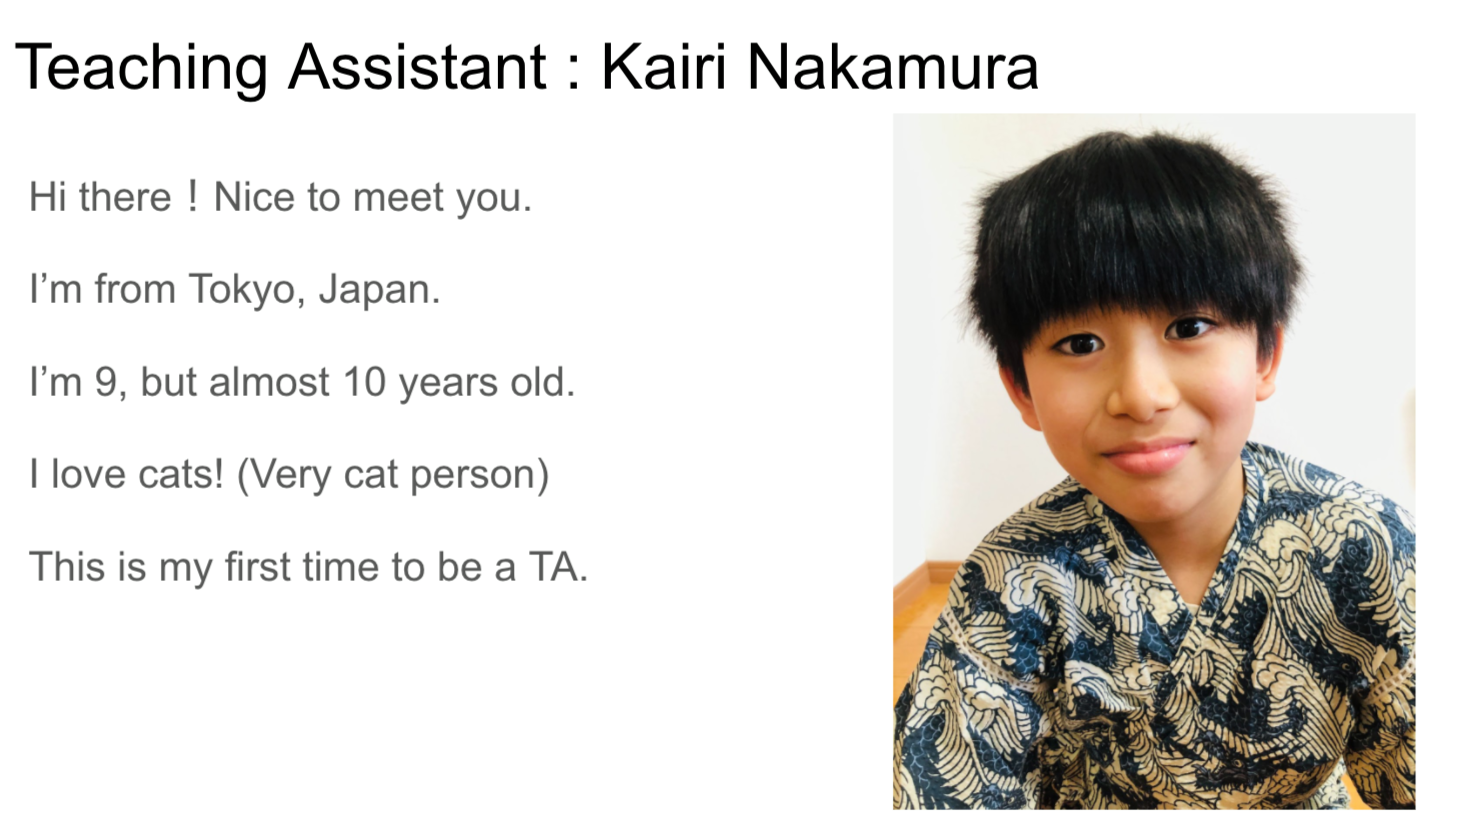 Teaching Assistant : Kairi Nakamura
Hi there！Nice to meet you.
I’m from Tokyo, Japan.
I’m 9, but almost 10 years old.
I love cats! (Very cat person)
This is my first time to be a TA.